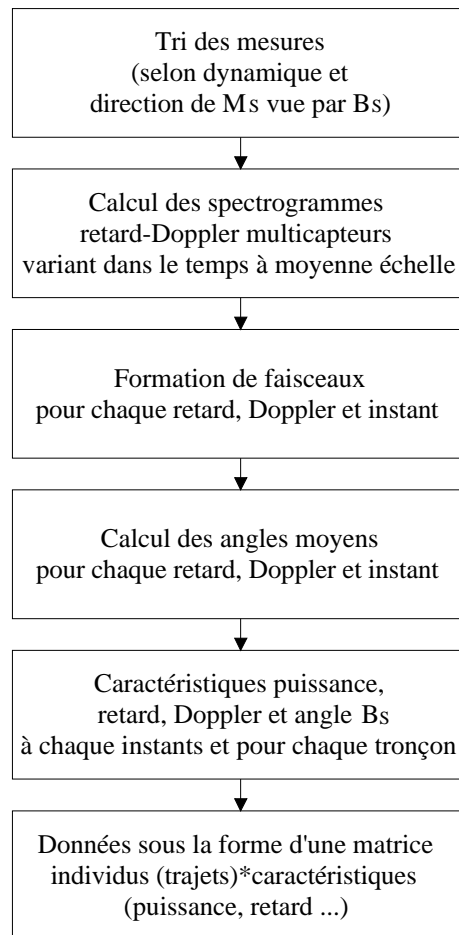 Tri des mesures
(selon dynamique et
direction de Ms vue par Bs)
Calcul des spectrogrammes
retard-Doppler multicapteurs
variant dans le temps à moyenne échelle
Formation de faisceaux
pour chaque retard, Doppler et instant
Calcul des angles moyens
pour chaque retard, Doppler et instant
Caractéristiques puissance,
retard, Doppler et angle Bs
à chaque instants et pour chaque tronçon
Données sous la forme d'une matrice
individus (trajets)*caractéristiques
(puissance, retard ...)